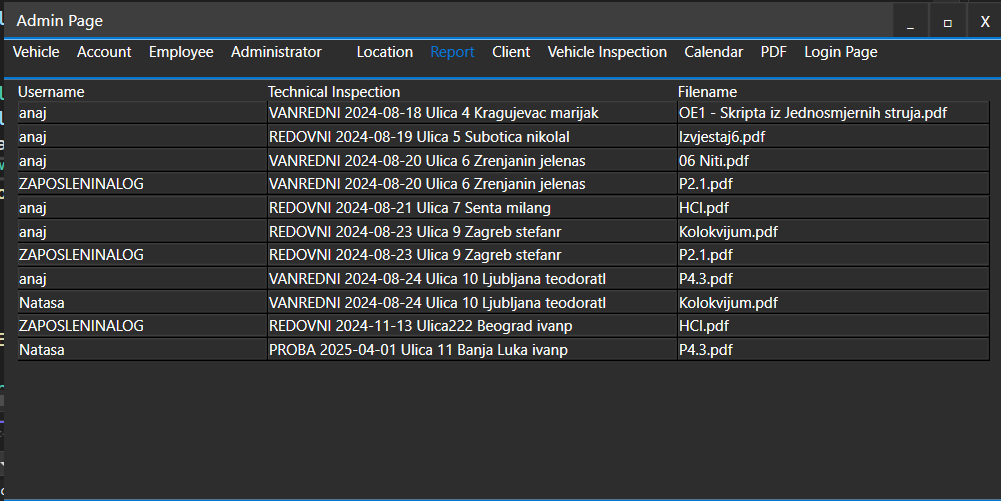 Admin Page _ □ X
Vehicle Account Employee Administrator Location Report Client Vehicle Inspection Calendar PDF Login Page
Username Technical Inspection Filename
anaj VANREDNI 2024-08-18 Ulica 4 Kragujevac marijak OE1 - Skripta iz Jednosmjernih struja.pdf
anaj REDOVNI 2024-08-19 Ulica 5 Subotica nikolal Izvjestaj6.pdf
anaj VANREDNI 2024-08-20 Ulica 6 Zrenjanin jelenas 06 Niti.pdf
ZAPOSLENINALOG VANREDNI 2024-08-20 Ulica 6 Zrenjanin jelenas P2.1.pdf
anaj REDOVNI 2024-08-21 Ulica 7 Senta milang HCI.pdf
anaj REDOVNI 2024-08-23 Ulica 9 Zagreb stefanr Kolokvijum.pdf
ZAPOSLENINALOG REDOVNI 2024-08-23 Ulica 9 Zagreb stefanr P2.1.pdf
anaj VANREDNI 2024-08-24 Ulica 10 Ljubljana teodoratl P4.3.pdf
Natasa VANREDNI 2024-08-24 Ulica 10 Ljubljana teodoratl Kolokvijum.pdf
ZAPOSLENINALOG REDOVNI 2024-11-13 Ulica222 Beograd ivanp HCI.pdf
Natasa PROBA 2025-04-01 Ulica 11 Banja Luka ivanp P4.3.pdf